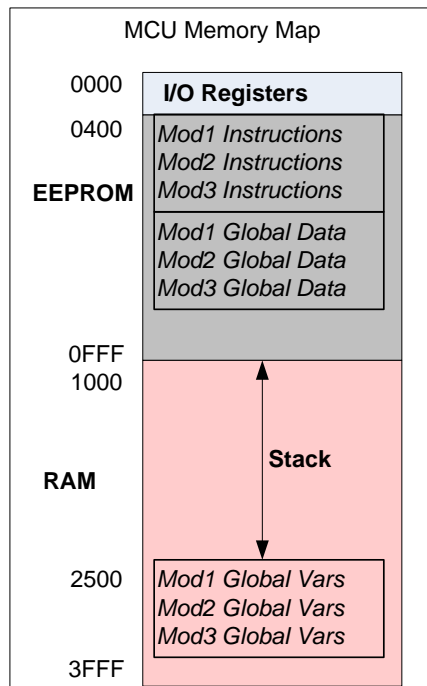 MCU Memory Map
0000
I/O Registers
0400
Mod1 Instructions
Mod2 Instructions
Mod3 Instructions
EEPROM
Mod1 Global Data
Mod2 Global Data
Mod3 Global Data
0FFF
1000
Stack
RAM
2500
Mod1 Global Vars
Mod2 Global Vars
Mod3 Global Vars
3FFF